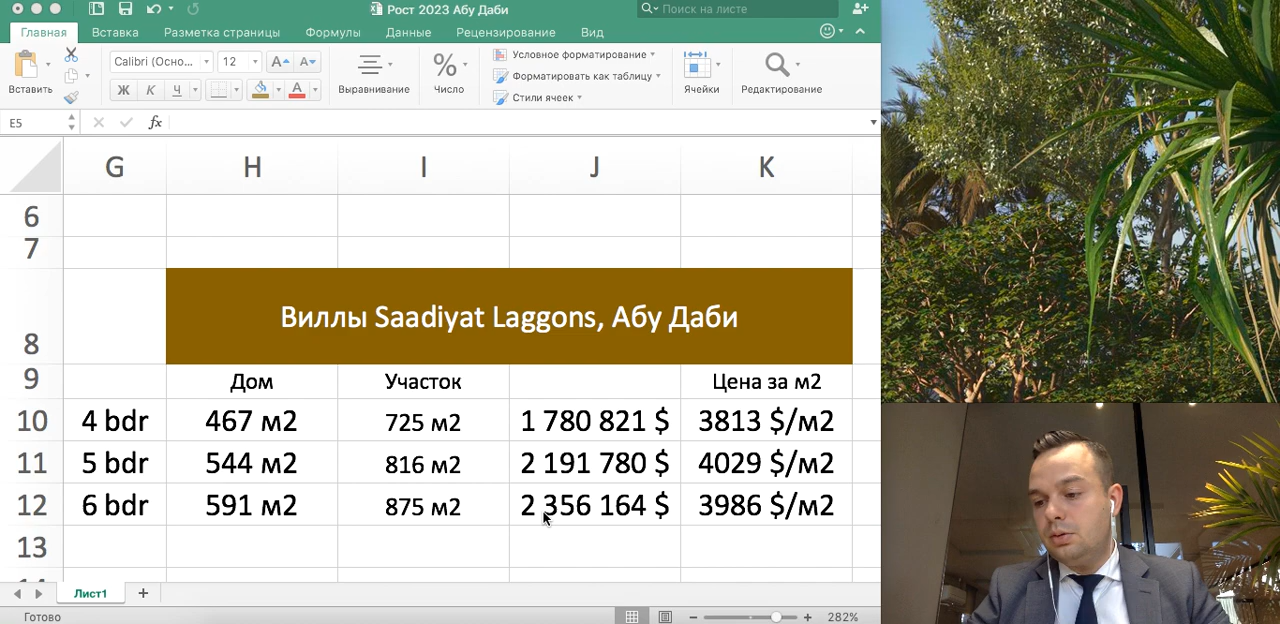 Рост 2023 Абу Даби
Поиск на листе
Главная Вставка Разметка страницы Формулы Данные Рецензирование Вид
Вставить
Calibri (Осно... 12 A A
Ж К Ч A
Выравнивание
%
Число
Условное форматирование
Форматировать как таблицу
Стили ячеек
Ячейки
Редактирование
E5 fx
G H I J K
6
7
8 Виллы Saadiyat Laggons, Абу Даби
9 Дом Участок Цена за м2
10 4 bdr 467 м2 725 м2 1 780 821 $ 3813 $/м2
11 5 bdr 544 м2 816 м2 2 191 780 $ 4029 $/м2
12 6 bdr 591 м2 875 м2 2 356 164 $ 3986 $/м2
13
Лист1 +
Готово 282%